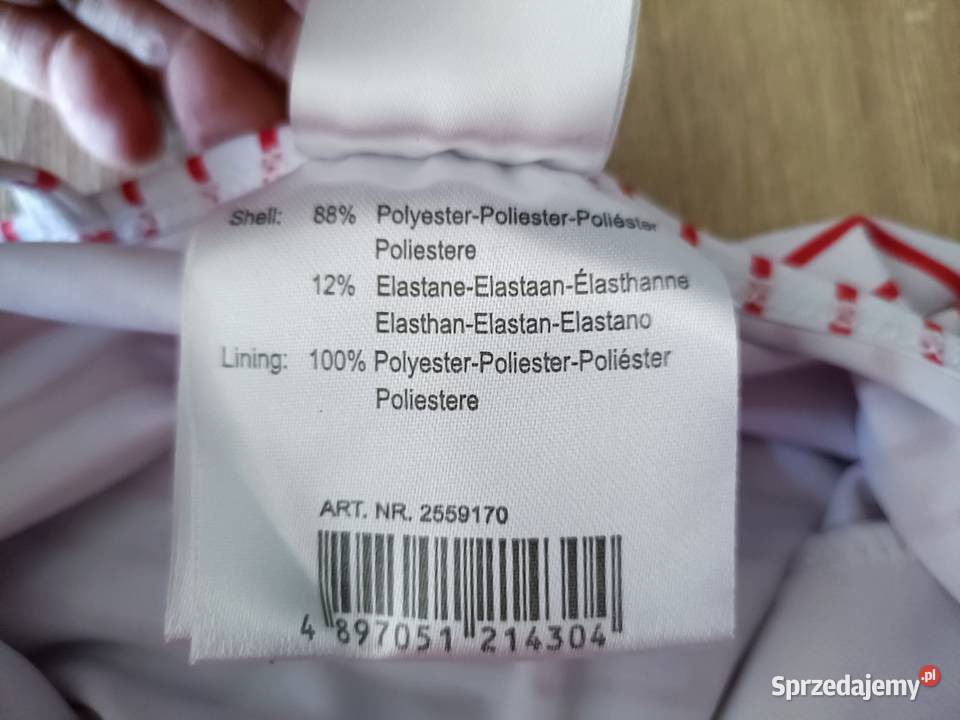 Shell: 88% Polyester-Poliester-Poliéster
Poliestere
12% Elastane-Elastaan-Élasthanne
Elasthan-Elastan-Elastano
Lining: 100% Polyester-Poliester-Poliéster
Poliestere
ART. NR. 2559170
4 897051 214304
Sprzedajemy.pl